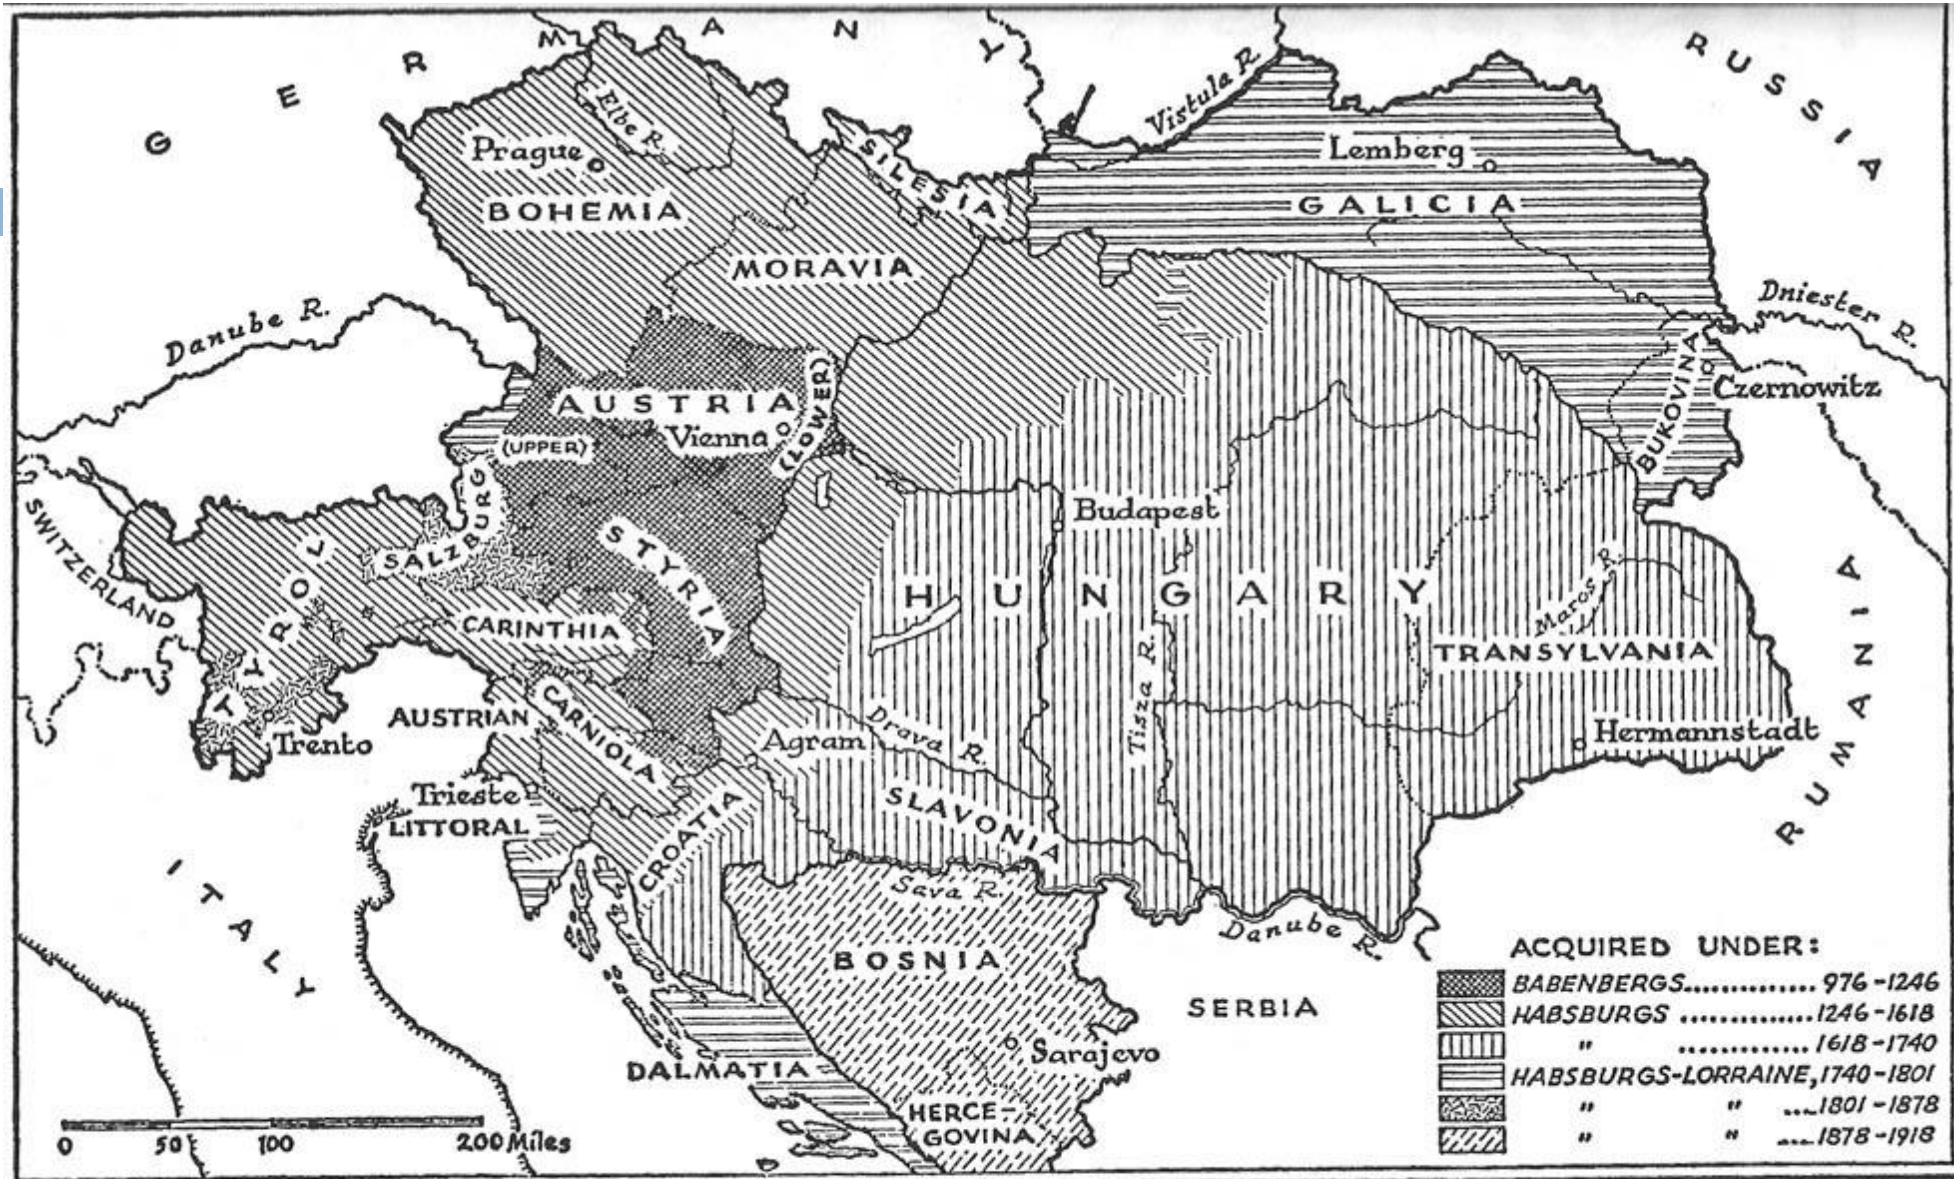 GERMANY
RUSSIA
Vistula R.
Elbe R.
Prague
Lemberg
SILESIA
BOHEMIA
GALICIA
MORAVIA
Dniester R.
Danube R.
BUKOVINA
Czernowitz
AUSTRIA
(LOWER)
Vienna
(UPPER)
SWITZERLAND
SALZBURG
Budapest
STYRIA
TYROL
HUNGARY
Maros R.
CARINTHIA
TRANSYLVANIA
Tisza R.
RUMANIA
CARNIOLA
AUSTRIAN
Drava R.
Hermannstadt
Trento
Agram
Trieste
LITTORAL
CROATIA
SLAVONIA
ITALY
Sava R.
Danube R.
BOSNIA
SERBIA
Sarajevo
DALMATIA
HERCE-
GOVINA
0 50 100 200 Miles
ACQUIRED UNDER:
BABENBERGS.............. 976-1246
HABSBURGS ..............1246-1618
" ............. 1618-1740
HABSBURGS-LORRAINE, 1740-1801
" " ....1801-1878
" " ....1878-1918